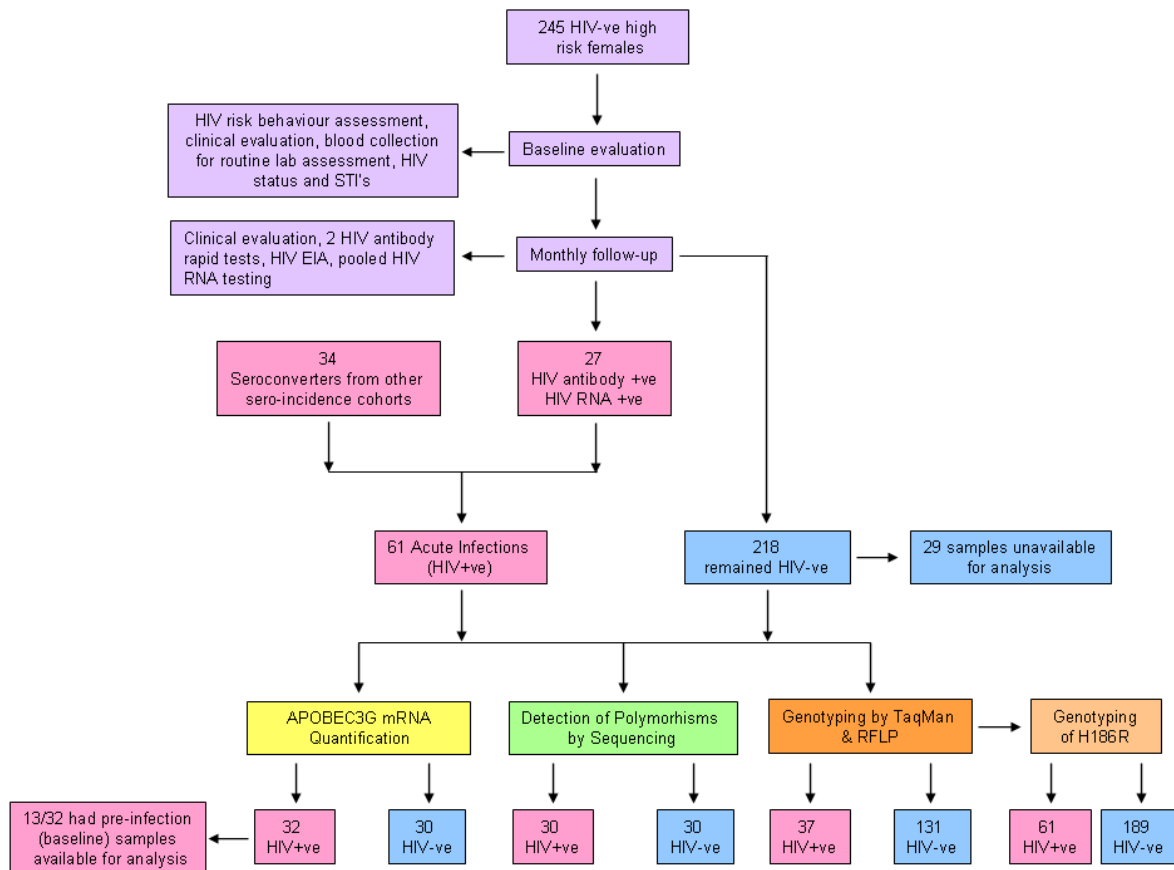 245 HIV-ve high
risk females
HIV risk behaviour assessment,
clinical evaluation, blood collection
for routine lab assessment, HIV
status and STI's
Baseline evaluation
Clinical evaluation, 2 HIV antibody
rapid tests, HIV EIA, pooled HIV
RNA testing
Monthly follow-up
34
Seroconverters from other
sero-incidence cohorts
27
HIV antibody +ve
HIV RNA +ve
61 Acute Infections
(HIV+ve)
218
remained HIV-ve
29 samples unavailable
for analysis
APOBEC3G mRNA
Quantification
Detection of Polymorhisms
by Sequencing
Genotyping by TaqMan
& RFLP
Genotyping
of H186R
13/32 had pre-infection
(baseline) samples
available for analysis
32
HIV+ve
30
HIV-ve
30
HIV+ve
30
HIV-ve
37
HIV+ve
131
HIV-ve
61
HIV+ve
189
HIV-ve